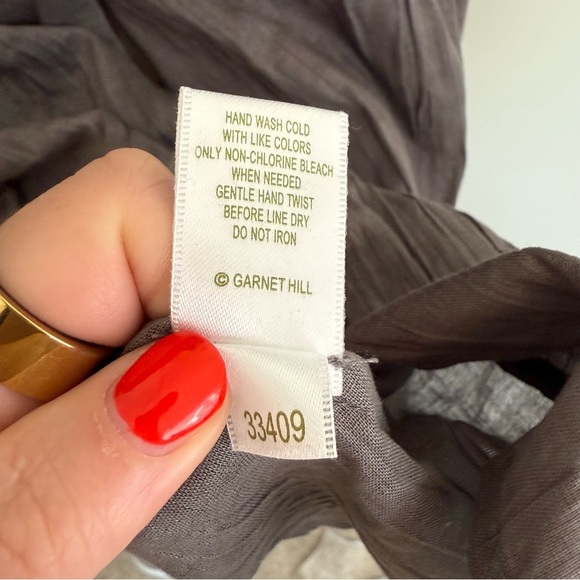 HAND WASH COLD
WITH LIKE COLORS
ONLY NON-CHLORINE BLEACH
WHEN NEEDED
GENTLE HAND TWIST
BEFORE LINE DRY
DO NOT IRON
© GARNET HILL
33409